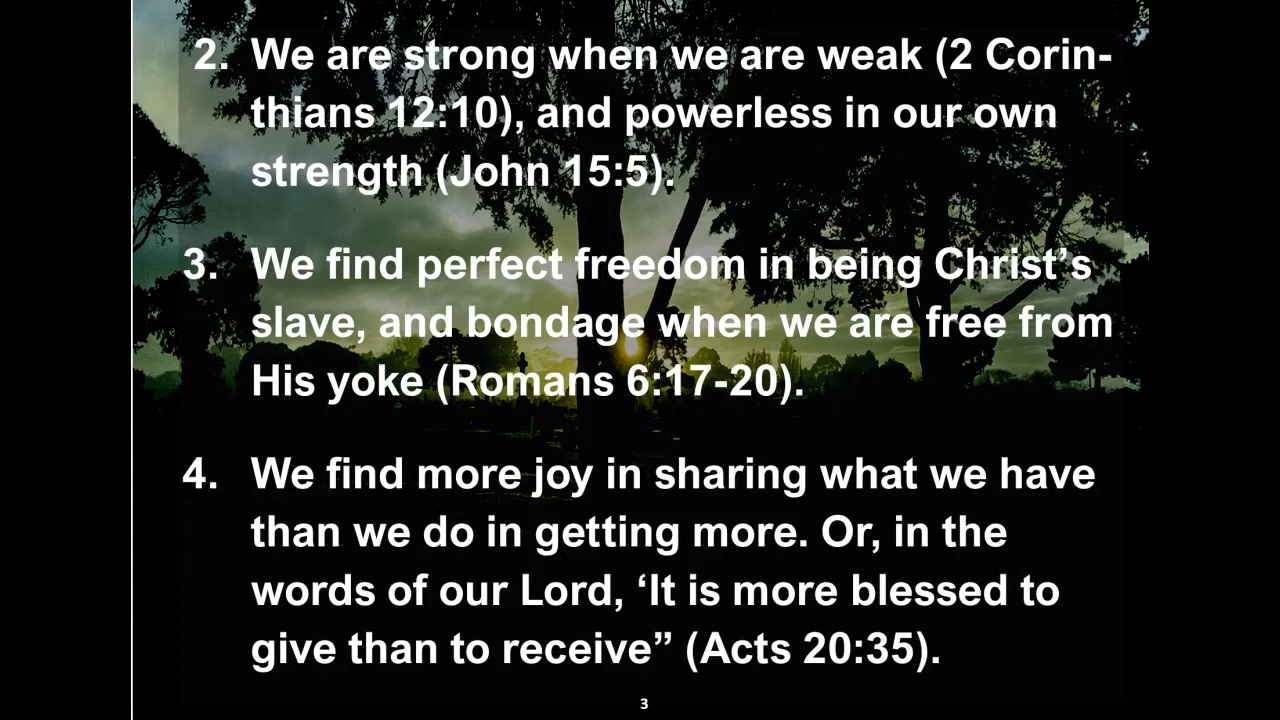 2. We are strong when we are weak (2 Corin-
thians 12:10), and powerless in our own
strength (John 15:5).
3. We find perfect freedom in being Christ’s
slave, and bondage when we are free from
His yoke (Romans 6:17-20).
4. We find more joy in sharing what we have
than we do in getting more. Or, in the
words of our Lord, ‘It is more blessed to
give than to receive” (Acts 20:35).
3